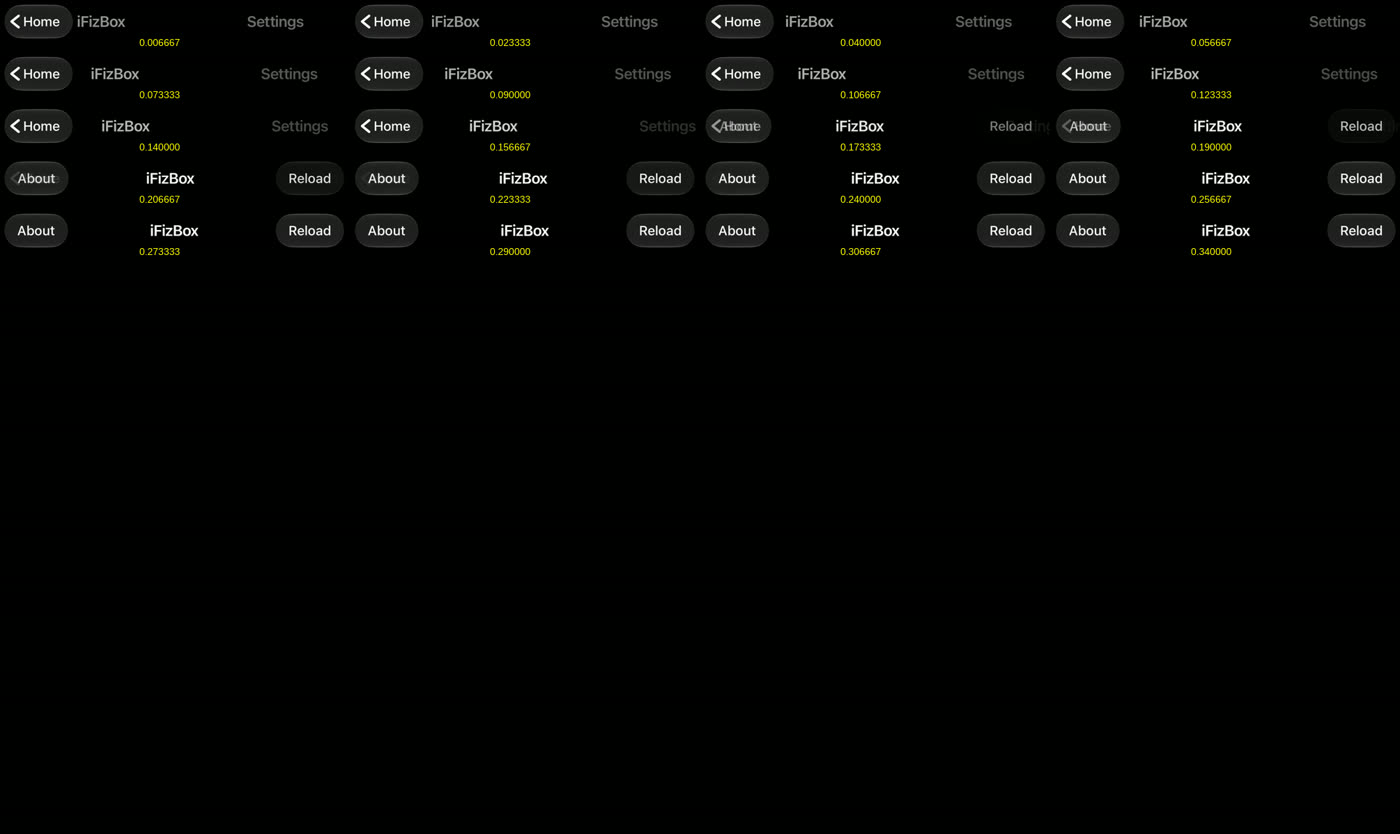 Home iFizBox Settings Home iFizBox Settings Home iFizBox Settings Home iFizBox Settings
0.006667 0.023333 0.040000 0.056667
Home iFizBox Settings Home iFizBox Settings Home iFizBox Settings Home iFizBox Settings
0.073333 0.090000 0.106667 0.123333
Home iFizBox Settings Home iFizBox Settings iFizBox Reload About iFizBox Reload
0.140000 0.156667 0.173333 0.190000
About iFizBox Reload About iFizBox Reload About iFizBox Reload About iFizBox Reload
0.206667 0.223333 0.240000 0.256667
About iFizBox Reload About iFizBox Reload About iFizBox Reload About iFizBox Reload
0.273333 0.290000 0.306667 0.340000